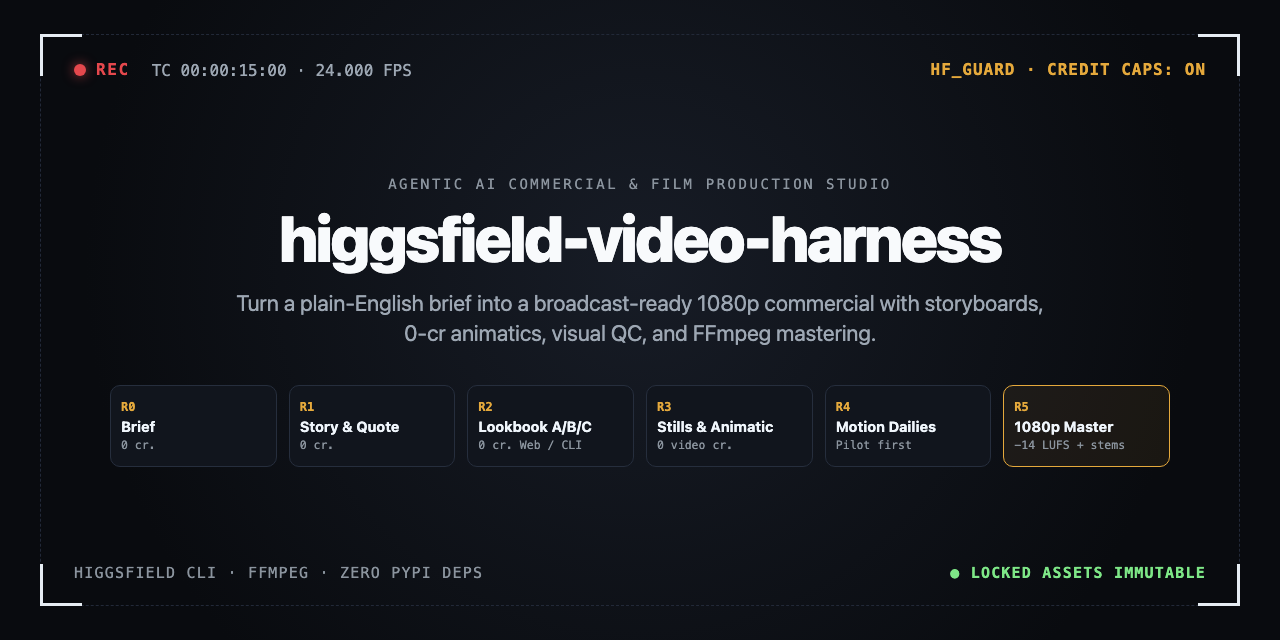 REC TC 00:00:15:00 · 24.000 FPS
HF_GUARD · CREDIT CAPS: ON
AGENTIC AI COMMERCIAL & FILM PRODUCTION STUDIO
higgsfield-video-harness
Turn a plain-English brief into a broadcast-ready 1080p commercial with storyboards,
0-cr animatics, visual QC, and FFmpeg mastering.
R0
Brief
0 cr.
R1
Story & Quote
0 cr.
R2
Lookbook A/B/C
0 cr. Web / CLI
R3
Stills & Animatic
0 video cr.
R4
Motion Dailies
Pilot first
R5
1080p Master
−14 LUFS + stems
HIGGSFIELD CLI · FFMPEG · ZERO PYPI DEPS
● LOCKED ASSETS IMMUTABLE